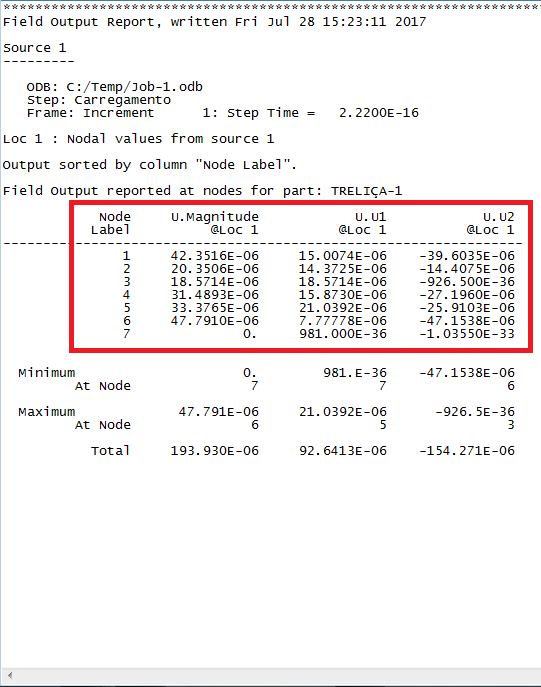 ********************************************************************
Field Output Report, written Fri Jul 28 15:23:11 2017
Source 1
---------
ODB: C:/Temp/Job-1.odb
Step: Carregamento
Frame: Increment      1: Step Time =   2.2200E-16
Loc 1 : Nodal values from source 1
Output sorted by column "Node Label".
Field Output reported at nodes for part: TRELIÇA-1
Node     U.Magnitude            U.U1            U.U2
Label          @Loc 1          @Loc 1          @Loc 1
-----------------------------------------------------------------
1     42.3516E-06     15.0074E-06    -39.6035E-06
2     20.3506E-06     14.3725E-06    -14.4075E-06
3     18.5714E-06     18.5714E-06    -926.500E-36
4     31.4893E-06     15.8730E-06    -27.1960E-06
5     33.3765E-06     21.0392E-06    -25.9103E-06
6     47.7910E-06     7.77778E-06    -47.1538E-06
7              0.     981.000E-36    -1.03550E-33
Minimum              0.        981.E-36    -47.1538E-06
At Node               7               7               6
Maximum      47.791E-06     21.0392E-06      -926.5E-36
At Node               6               5               3
Total     193.930E-06     92.6413E-06    -154.271E-06